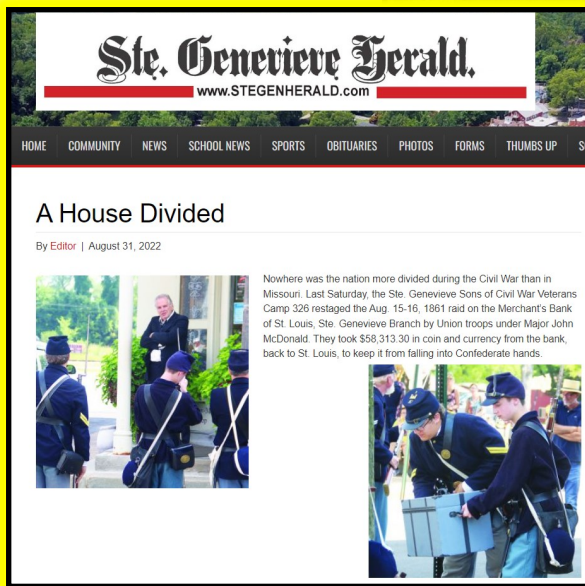 Ste. Genevieve Herald.
www.STEGENHERALD.com
HOME COMMUNITY NEWS SCHOOL NEWS SPORTS OBITUARIES PHOTOS FORMS THUMBS UP
A House Divided
By Editor | August 31, 2022
Nowhere was the nation more divided during the Civil War than in
Missouri. Last Saturday, the Ste. Genevieve Sons of Civil War Veterans
Camp 326 restaged the Aug. 15-16, 1861 raid on the Merchant's Bank
of St. Louis, Ste. Genevieve Branch by Union troops under Major John
McDonald. They took $58,313.30 in coin and currency from the bank,
back to St. Louis, to keep it from falling into Confederate hands.